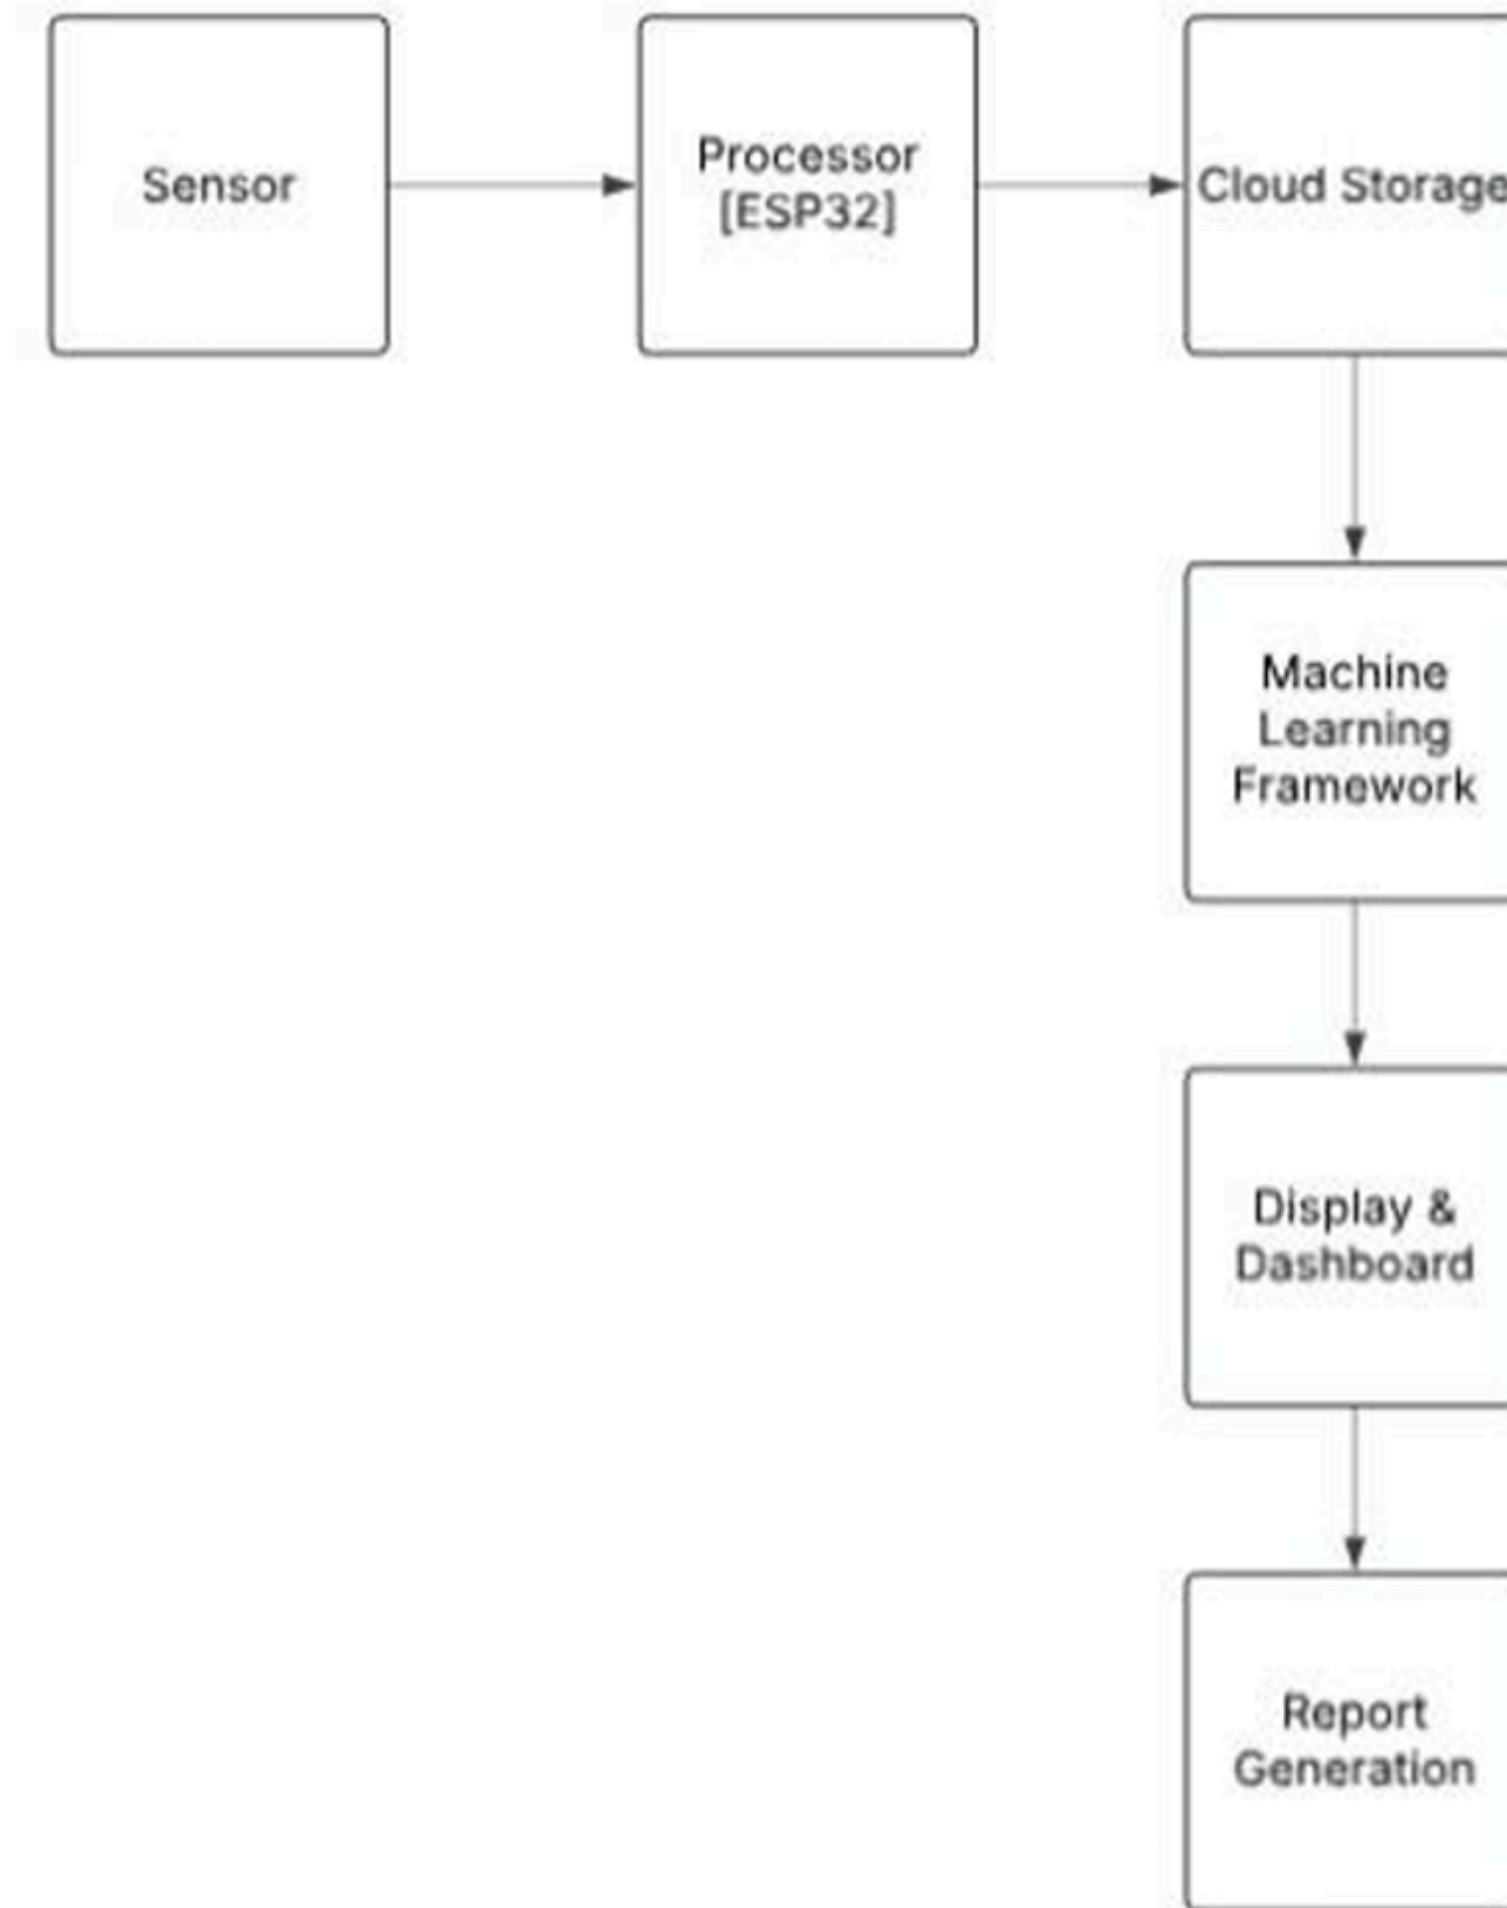 Sensor
Processor
[ESP32]
Cloud Storage
Machine
Learning
Framework
Display &
Dashboard
Report
Generation